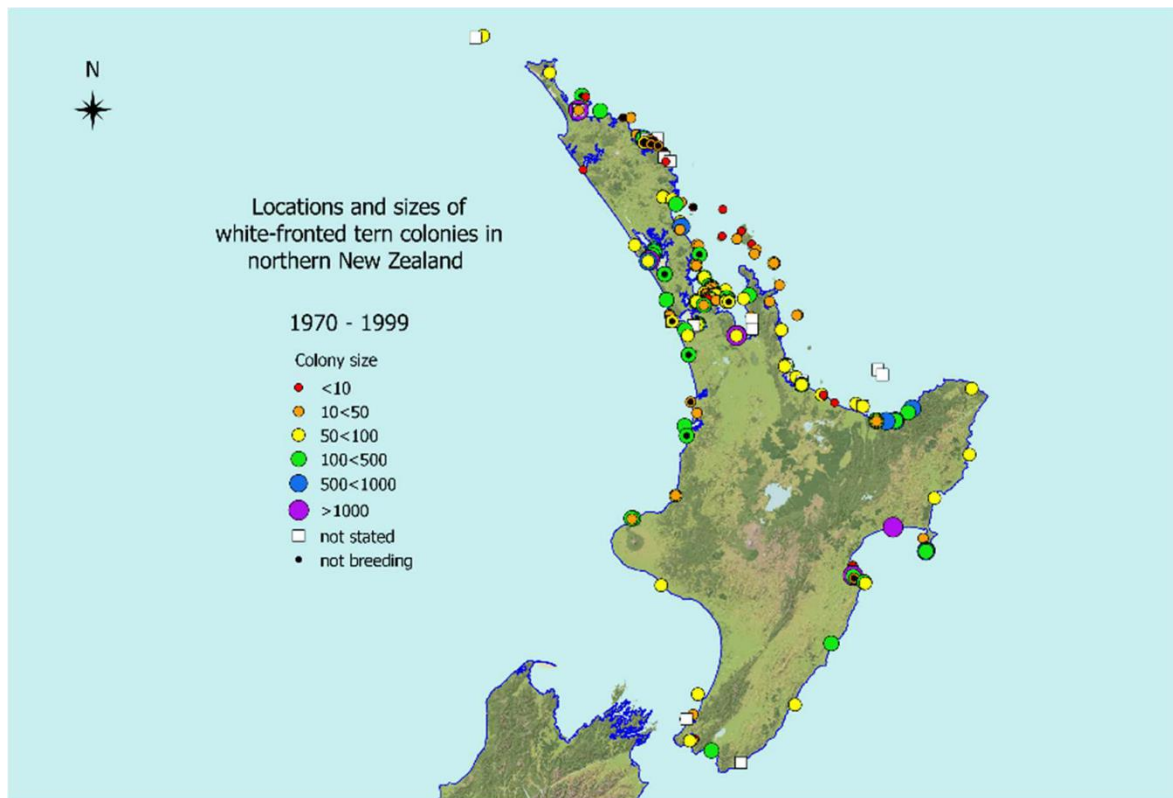 N
Locations and sizes of
white-fronted tern colonies in
northern New Zealand
1970 - 1999
Colony size
<10
10<50
50<100
100<500
500<1000
>1000
not stated
not breeding